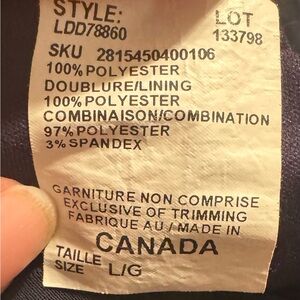 STYLE: LOT
LDD78860 133798
SKU 2815450400106
100% POLYESTER
DOUBLURE/LINING
100% POLYESTER
COMBINAISON/COMBINATION
97% POLYESTER
3% SPANDEX
GARNITURE NON COMPRISE
EXCLUSIVE OF TRIMMING
FABRIQUE AU / MADE IN
CANADA
TAILLE
SIZE L/G